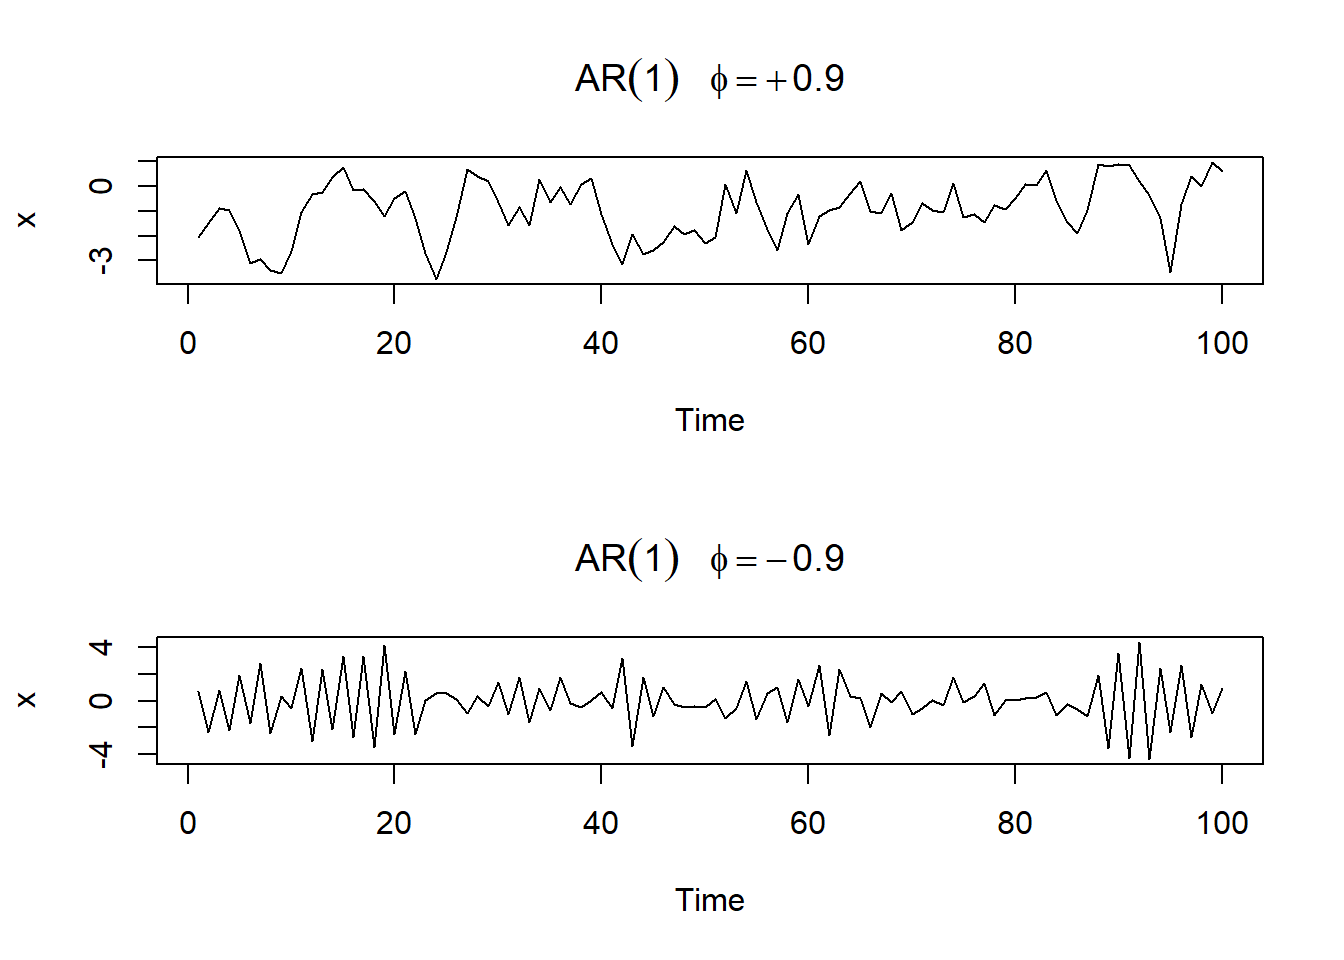 AR(1) ϕ = +0.9
x
0
-3
0 20 40 60 80 100
Time
AR(1) ϕ = −0.9
x
4
0
-4
0 20 40 60 80 100
Time